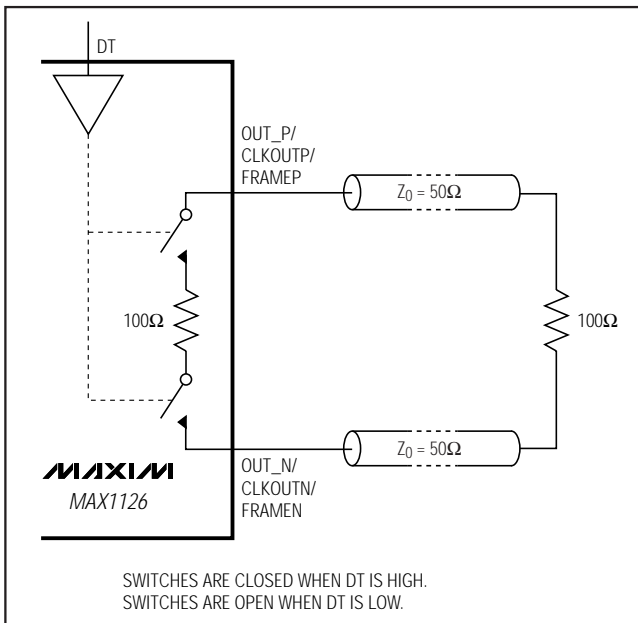 DT
OUT_P/
CLKOUTP/
FRAMEP
Z0 = 50Ω
100Ω
100Ω
Z0 = 50Ω
MAXIM
MAX1126
OUT_N/
CLKOUTN/
FRAMEN
SWITCHES ARE CLOSED WHEN DT IS HIGH.
SWITCHES ARE OPEN WHEN DT IS LOW.